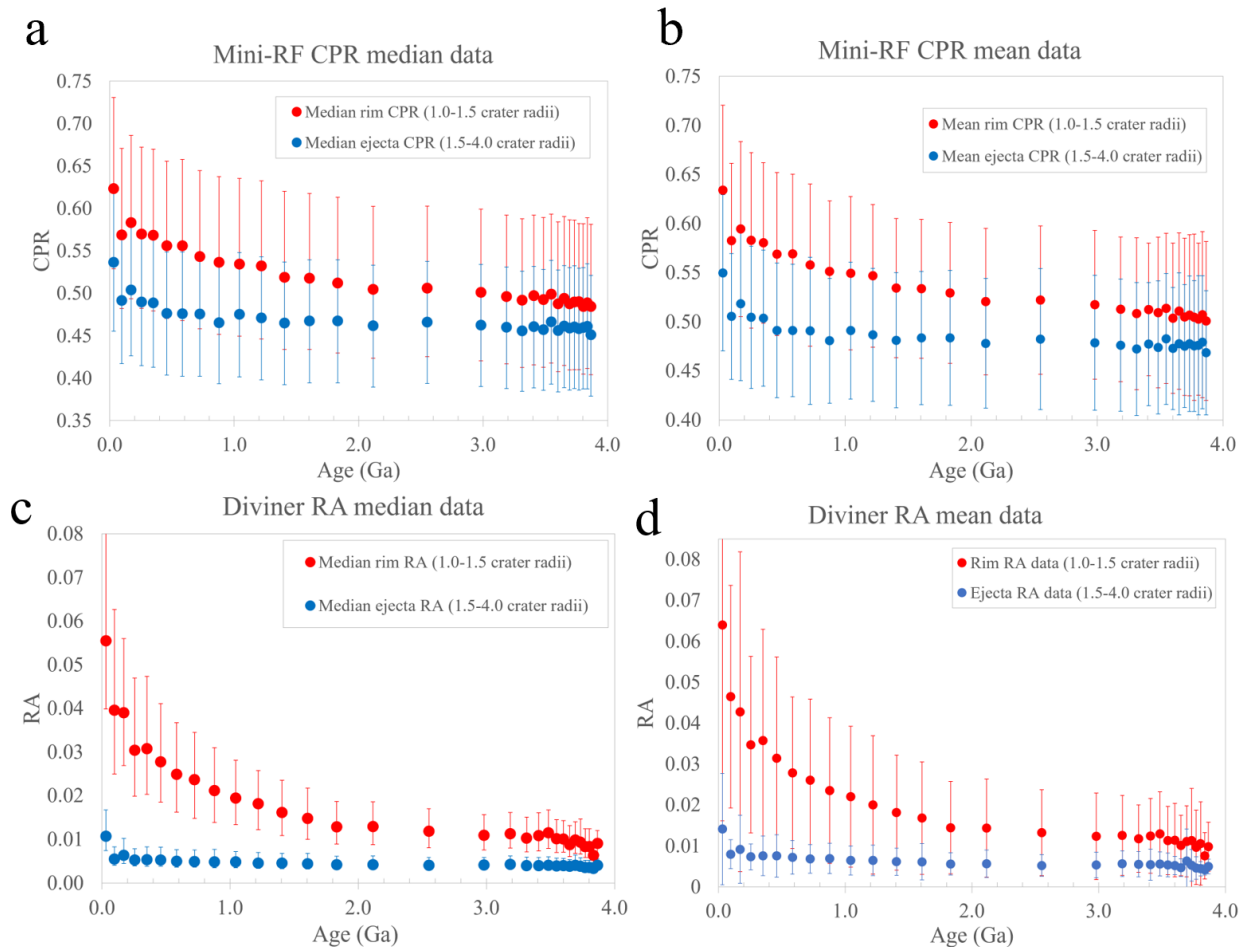 a
Mini-RF CPR median data
0.75
0.70
0.65
0.60
0.55
0.50
0.45
0.40
0.35
CPR
Median rim CPR (1.0-1.5 crater radii)
Median ejecta CPR (1.5-4.0 crater radii)
0.0 1.0 2.0 3.0 4.0
Age (Ga)
b
Mini-RF CPR mean data
0.75
0.70
0.65
0.60
0.55
0.50
0.45
0.40
CPR
Mean rim CPR (1.0-1.5 crater radii)
Mean ejecta CPR (1.5-4.0 crater radii)
0.0 1.0 2.0 3.0 4.0
Age (Ga)
c
Diviner RA median data
0.08
0.07
0.06
0.05
0.04
0.03
0.02
0.01
0.00
RA
Median rim RA (1.0-1.5 crater radii)
Median ejecta RA (1.5-4.0 crater radii)
0.0 1.0 2.0 3.0 4.0
Age (Ga)
d
Diviner RA mean data
0.08
0.07
0.06
0.05
0.04
0.03
0.02
0.01
0
RA
Rim RA data (1.0-1.5 crater radii)
Ejecta RA data (1.5-4.0 crater radii)
0.0 1.0 2.0 3.0 4.0
Age (Ga)